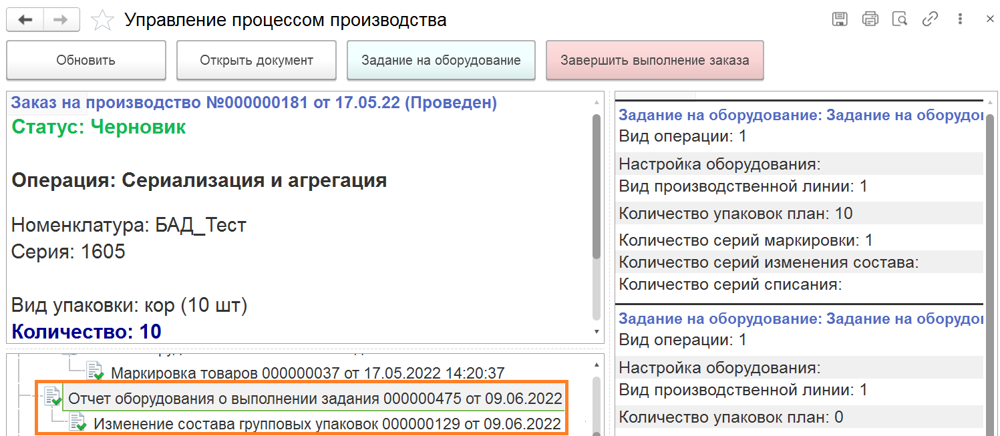 Управление процессом производства
Обновить
Открыть документ
Задание на оборудование
Завершить выполнение заказа
Заказ на производство №000000181 от 17.05.22 (Проведен)
Статус: Черновик
Операция: Сериализация и агрегация
Номенклатура: БАД_Тест
Серия: 1605
Вид упаковки: кор (10 шт)
Количество: 10
Маркировка товаров 000000037 от 17.05.2022 14:20:37
Отчет оборудования о выполнении задания 000000475 от 09.06.2022
Изменение состава групповых упаковок 000000129 от 09.06.2022
Задание на оборудование: Задание на оборудо
Вид операции: 1
Настройка оборудования:
Вид производственной линии: 1
Количество упаковок план: 10
Количество серий маркировки: 1
Количество серий изменения состава:
Количество серий списания:
Задание на оборудование: Задание на оборудо
Вид операции: 1
Настройка оборудования:
Вид производственной линии: 1
Количество упаковок план: 0